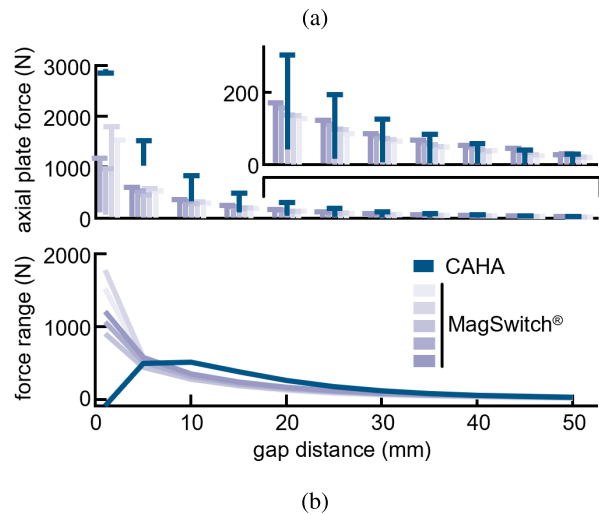 (a)
axial plate force (N)
3000
2000
1000
0
200
0
force range (N)
2000
1000
0
CAHA
MagSwitch®
0 10 20 30 40 50
gap distance (mm)
(b)